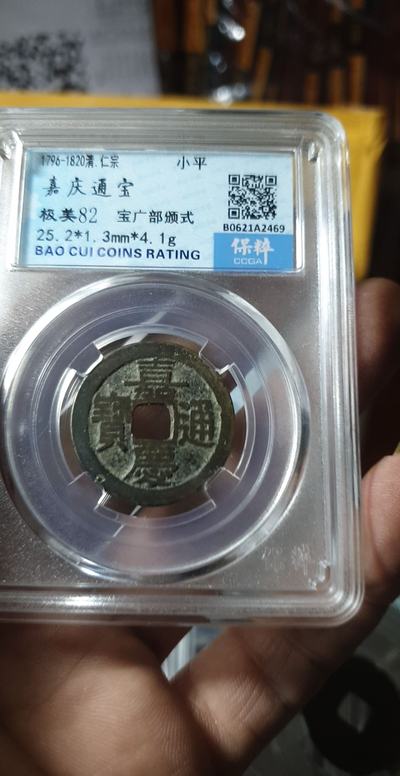 1796-1820清.仁宗 小平
嘉庆通宝
极美82 宝广部颁式
B0621A2469
25.2*1.3mm*4.1g
保粹
BAO CUI COINS RATING
CCGA
嘉
寶 通
慶